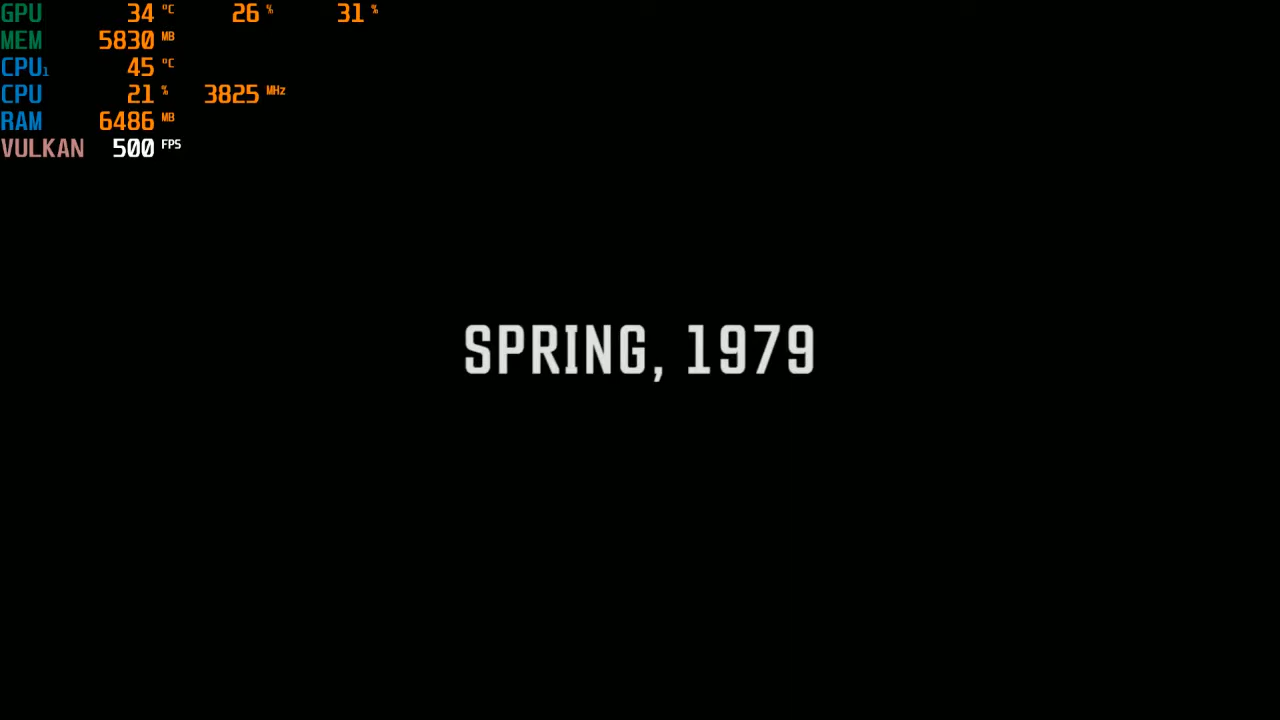 GPU 34 °C 26 % 31 %
MEM 5830 MB
CPU1 45 °C
CPU 21 % 3825 MHz
RAM 6486 MB
VULKAN 500 FPS
SPRING, 1979